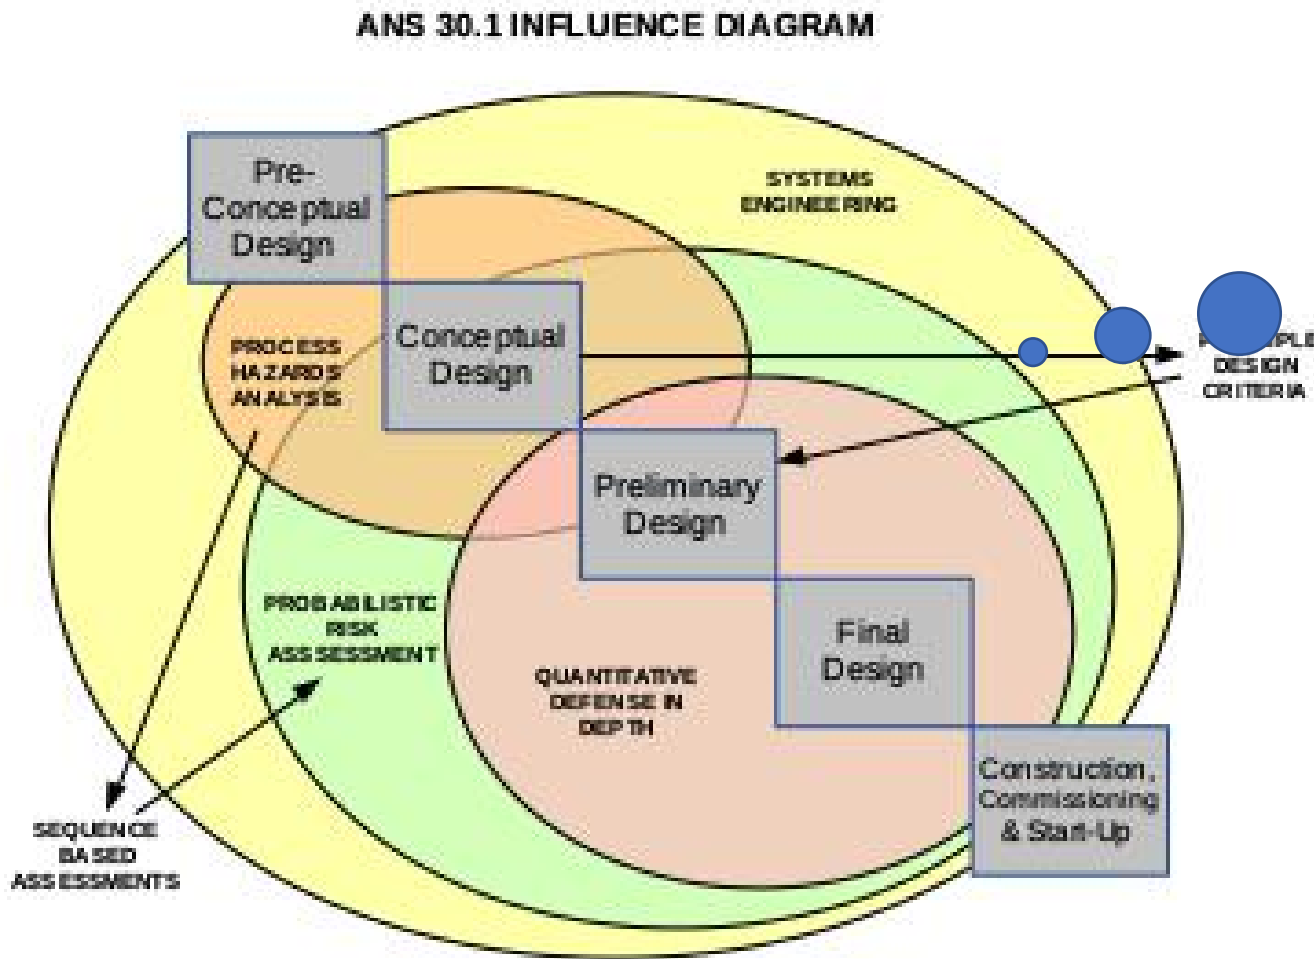 ANS 30.1 INFLUENCE DIAGRAM
Pre-
Conceptual
Design
SYSTEMS
ENGINEERING
Conceptual
Design
PROCESS
HAZARDS
ANALYSIS
DESIGN
CRITERIA
Preliminary
Design
PROBABILISTIC
RISK
ASSESSMENT
Final
Design
QUANTITATIVE
DEFENSE IN
DEPTH
Construction,
Commissioning
& Start-Up
SEQUENCE
BASED
ASSESSMENTS